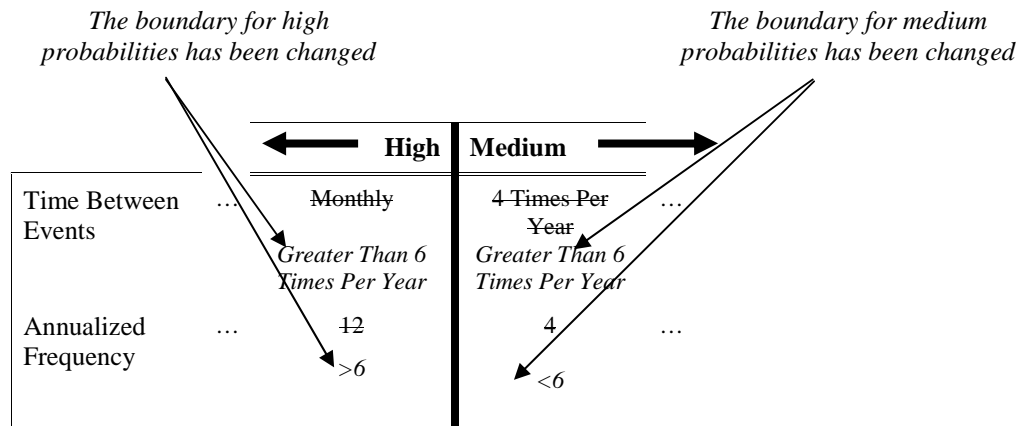 The boundary for high
probabilities has been changed
The boundary for medium
probabilities has been changed
High
Medium
Time Between
Events
...
Monthly
4 Times Per
Year
...
Greater Than 6
Times Per Year
Greater Than 6
Times Per Year
Annualized
Frequency
...
12
4
...
>6
<6